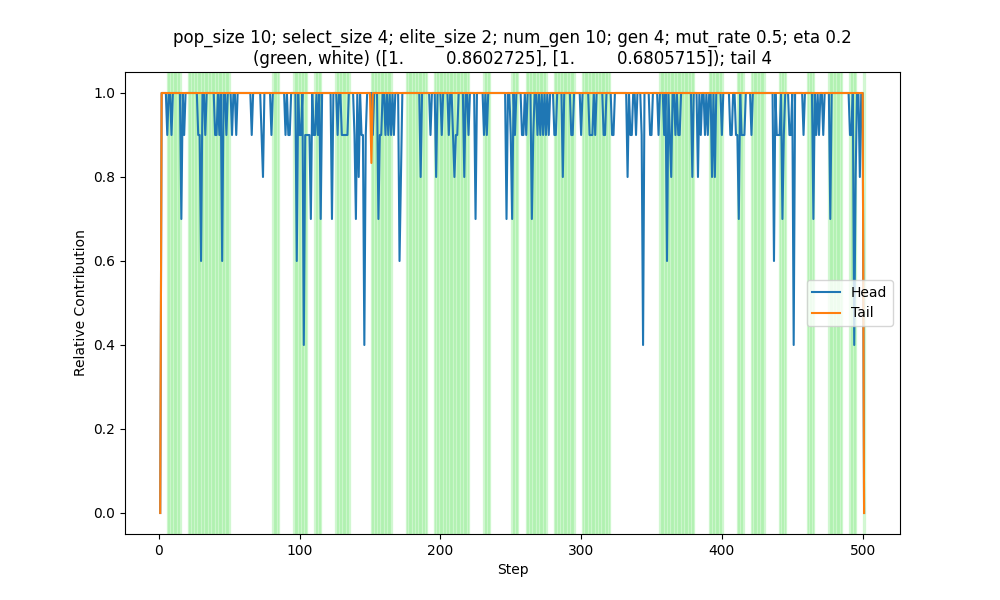 pop_size 10; select_size 4; elite_size 2; num_gen 10; gen 4; mut_rate 0.5; eta 0.2
(green, white) ([1.        0.8602725], [1.        0.6805715]); tail 4
1.0
0.8
0.6
0.4
0.2
0.0
Relative Contribution
Head
Tail
0 100 200 300 400 500
Step